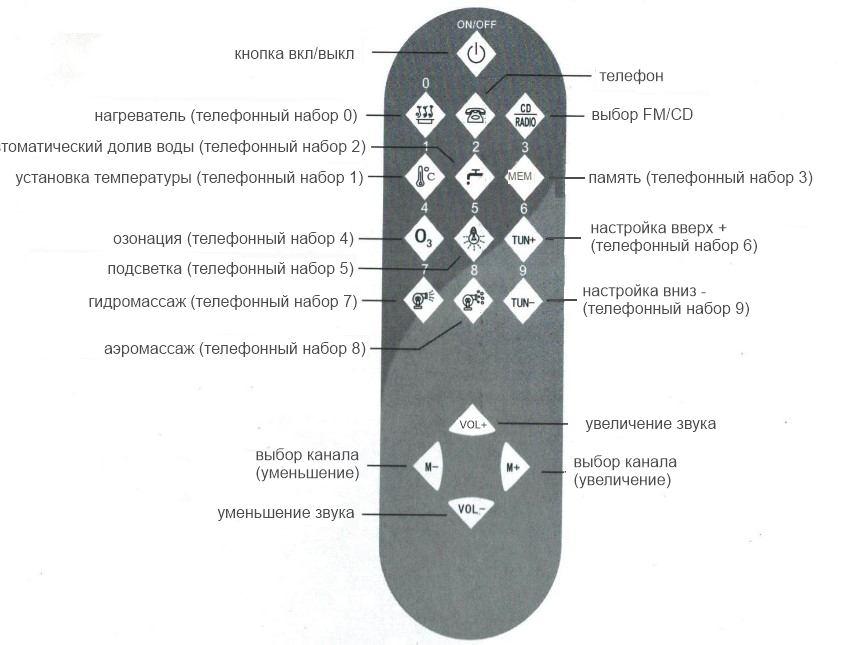 ON/OFF
кнопка вкл/выкл
телефон
0
CD
RADIO
нагреватель (телефонный набор 0)
выбор FM/CD
томатический долив воды (телефонный набор 2)
1 2 3
установка температуры (телефонный набор 1)
°C
MEM
память (телефонный набор 3)
4 5 6
озонация (телефонный набор 4)
O3
TUN+
настройка вверх +
(телефонный набор 6)
подсветка (телефонный набор 5)
7 8 9
гидромассаж (телефонный набор 7)
TUN-
настройка вниз -
(телефонный набор 9)
аэромассаж (телефонный набор 8)
VOL+
увеличение звука
выбор канала
(уменьшение)
M-
M+
выбор канала
(увеличение)
уменьшение звука
VOL-